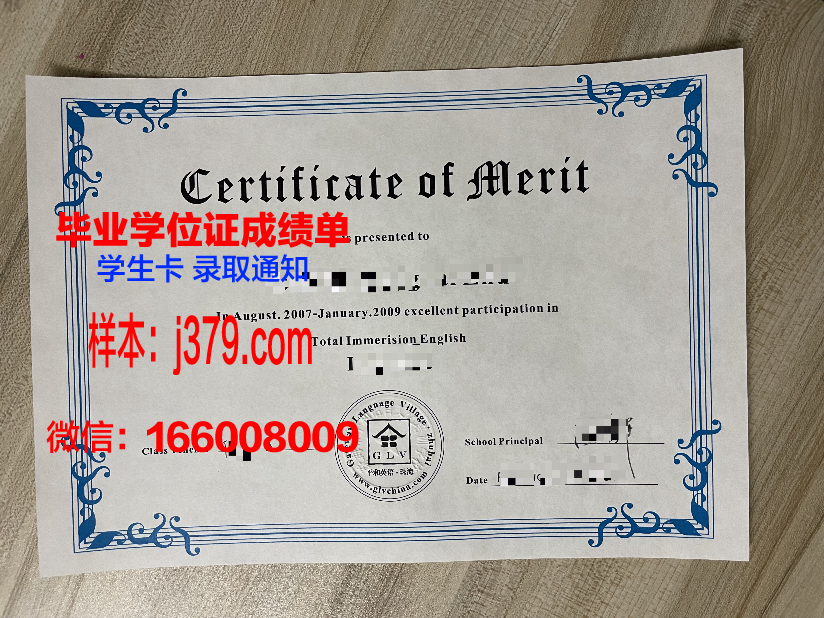 Certificate of Merit
毕业学位证成绩单
is presented to
学生卡 录取通知
In August. 2007-January.2009 excellent participation in
样本：j379.com
Total Immerision English
微信：166008009
Language Village
zhuhai
GLV
www.glvchina.com
School Principal
Date